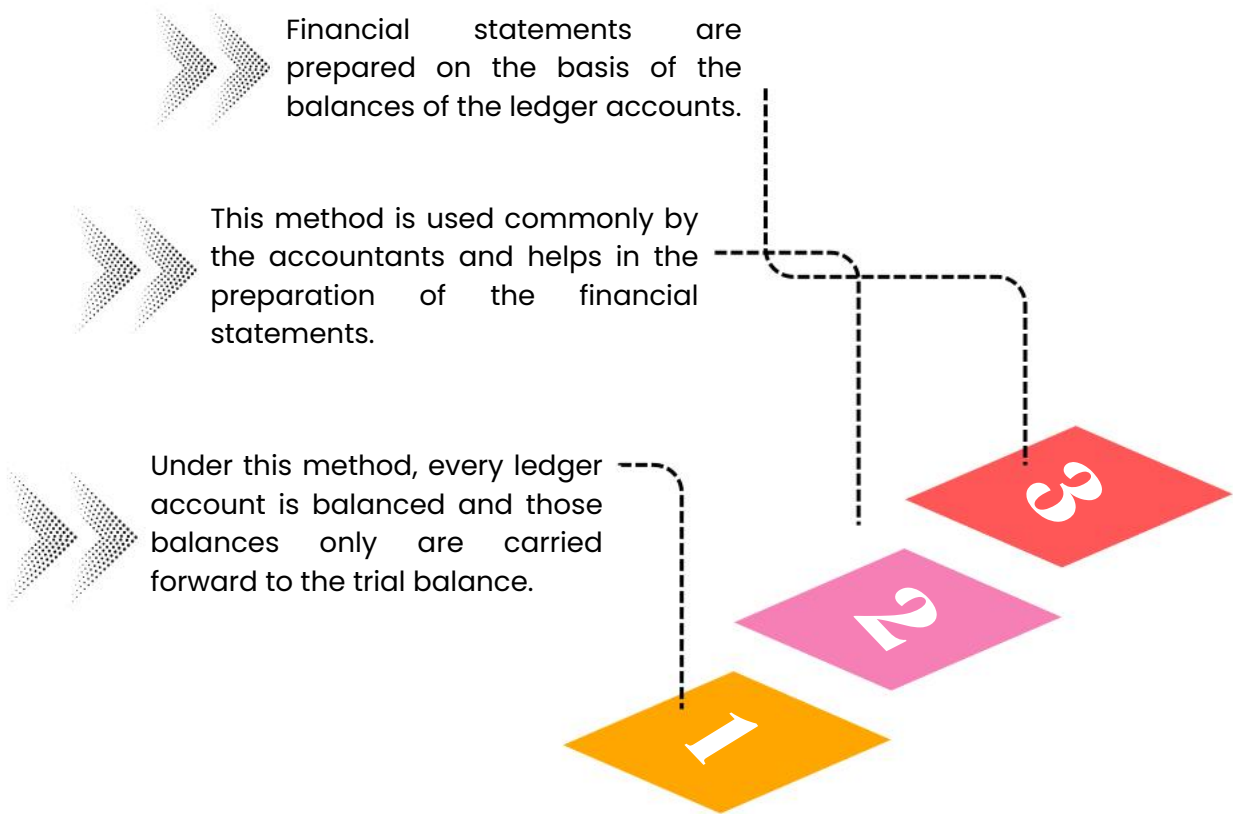 Financial statements are
prepared on the basis of the
balances of the ledger accounts.
This method is used commonly by
the accountants and helps in the
preparation of the financial
statements.
Under this method, every ledger
account is balanced and those
balances only are carried
forward to the trial balance.
3
2
1